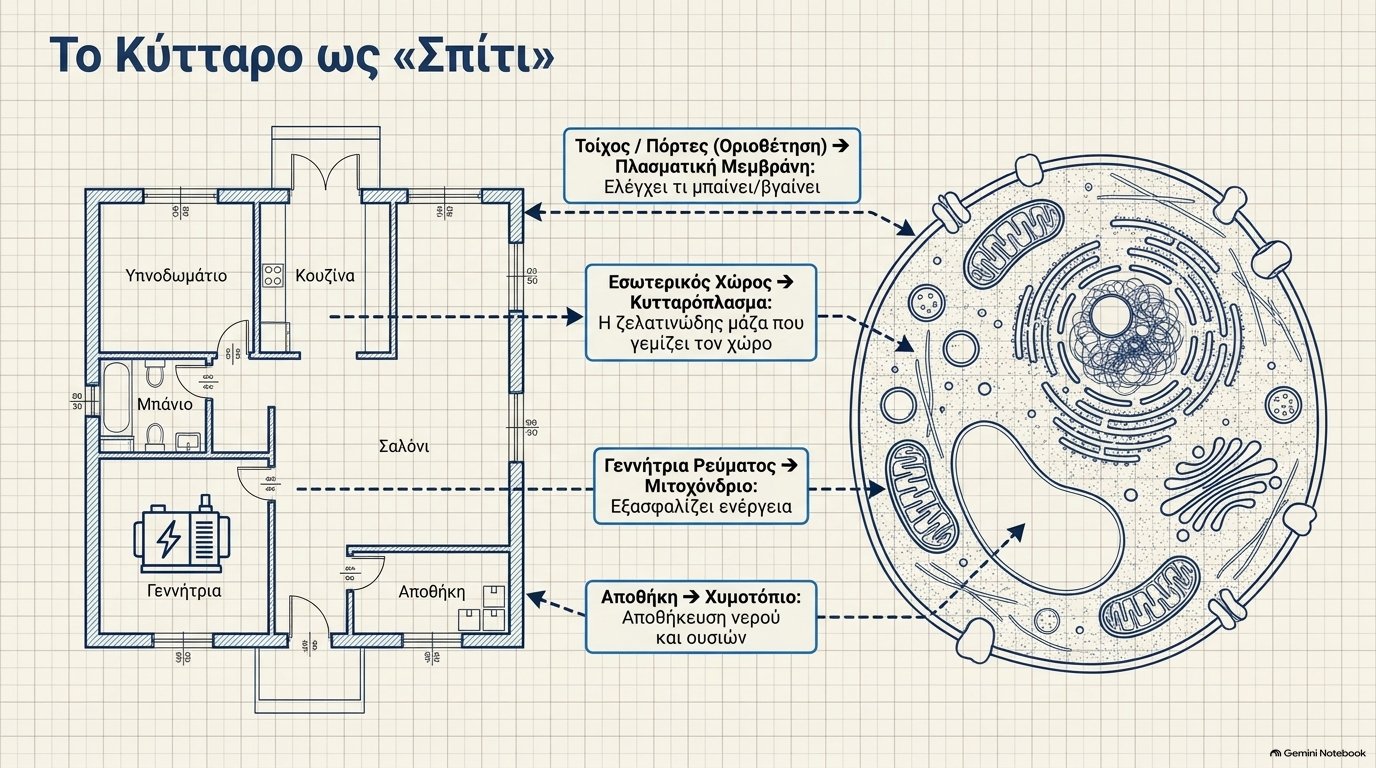 Το Κύτταρο ως «Σπίτι»
Τοίχος / Πόρτες (Οριοθέτηση) ➔
Πλασματική Μεμβράνη:
Ελέγχει τι μπαίνει/βγαίνει
Υπνοδωμάτιο
Κουζίνα
Εσωτερικός Χώρος ➔
Κυτταρόπλασμα:
Η ζελατινώδης μάζα που
γεμίζει τον χώρο
Μπάνιο
Σαλόνι
Γεννήτρια Ρεύματος ➔
Μιτοχόνδριο:
Εξασφαλίζει ενέργεια
Γεννήτρια
Αποθήκη
Αποθήκη ➔ Χυμοτόπιο:
Αποθήκευση νερού
και ουσιών
Gemini Notebook